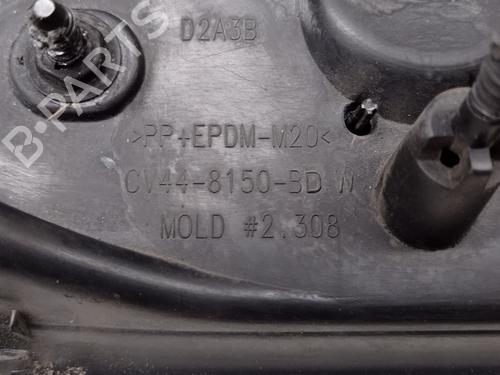 D2A3B
B-PARTS
>PP+EPDM-M20<
CV44-8150-BD W
MOLD #2.308